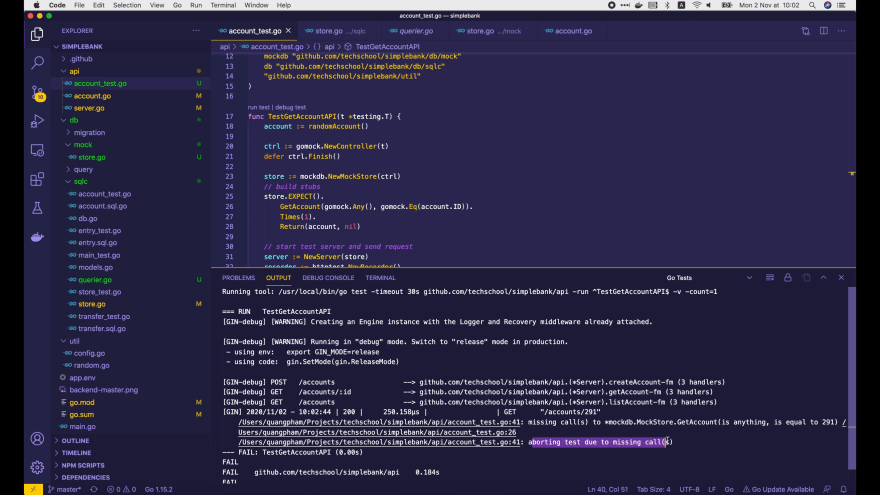 Code File Edit Selection View Go Run Terminal Window Help Mon 2 Nov at 10:02
account_test.go — simplebank
EXPLORER
account_test.go store.go .../sqlc querier.go store.go .../mock account.go
api > account_test.go > {} api > TestGetAccountAPI
SIMPLEBANK
.github
api
account_test.go U
account.go M
server.go M
db
migration
mock
store.go U
query
sqlc
account_test.go
account.sql.go
db.go
entry_test.go
entry.sql.go
main_test.go
models.go
querier.go U
store_test.go
store.go M
transfer_test.go
transfer.sql.go
util
config.go
random.go
app.env
backend-master.png
go.mod M
go.sum M
main.go
OUTLINE
TIMELINE
NPM SCRIPTS
DEPENDENCIES
12 mockdb "github.com/techschool/simplebank/db/mock"
13 db "github.com/techschool/simplebank/db/sqlc"
14 "github.com/techschool/simplebank/util"
15 )
16
run test | debug test
17 func TestGetAccountAPI(t *testing.T) {
18 account := randomAccount()
19
20 ctrl := gomock.NewController(t)
21 defer ctrl.Finish()
22
23 store := mockdb.NewMockStore(ctrl)
24 // build stubs
25 store.EXPECT().
26 GetAccount(gomock.Any(), gomock.Eq(account.ID)).
27 Times(1).
28 Return(account, nil)
29
30 // start test server and send request
31 server := NewServer(store)
32 recorder := httptest.NewRecorder()
PROBLEMS OUTPUT DEBUG CONSOLE TERMINAL Go Tests
Running tool: /usr/local/bin/go test -timeout 30s github.com/techschool/simplebank/api -run ^TestGetAccountAPI$ -v -count=1
=== RUN TestGetAccountAPI
[GIN-debug] [WARNING] Creating an Engine instance with the Logger and Recovery middleware already attached.
[GIN-debug] [WARNING] Running in "debug" mode. Switch to "release" mode in production.
- using env: export GIN_MODE=release
- using code: gin.SetMode(gin.ReleaseMode)
[GIN-debug] POST /accounts --> github.com/techschool/simplebank/api.(*Server).createAccount-fm (3 handlers)
[GIN-debug] GET /accounts/:id --> github.com/techschool/simplebank/api.(*Server).getAccount-fm (3 handlers)
[GIN-debug] GET /accounts --> github.com/techschool/simplebank/api.(*Server).listAccount-fm (3 handlers)
[GIN] 2020/11/02 - 10:02:44 | 200 | 250.158µs | | GET "/accounts/291"
/Users/quangpham/Projects/techschool/simplebank/api/account_test.go:41: missing call(s) to *mockdb.MockStore.GetAccount(is anything, is equal to 291) /
Users/quangpham/Projects/techschool/simplebank/api/account_test.go:26
/Users/quangpham/Projects/techschool/simplebank/api/account_test.go:41: aborting test due to missing call(s)
--- FAIL: TestGetAccountAPI (0.00s)
FAIL
FAIL github.com/techschool/simplebank/api 0.184s
FAIL
master* 0 0 Go 1.15.2 Ln 40, Col 51 Tab Size: 4 UTF-8 LF Go Go Update Available